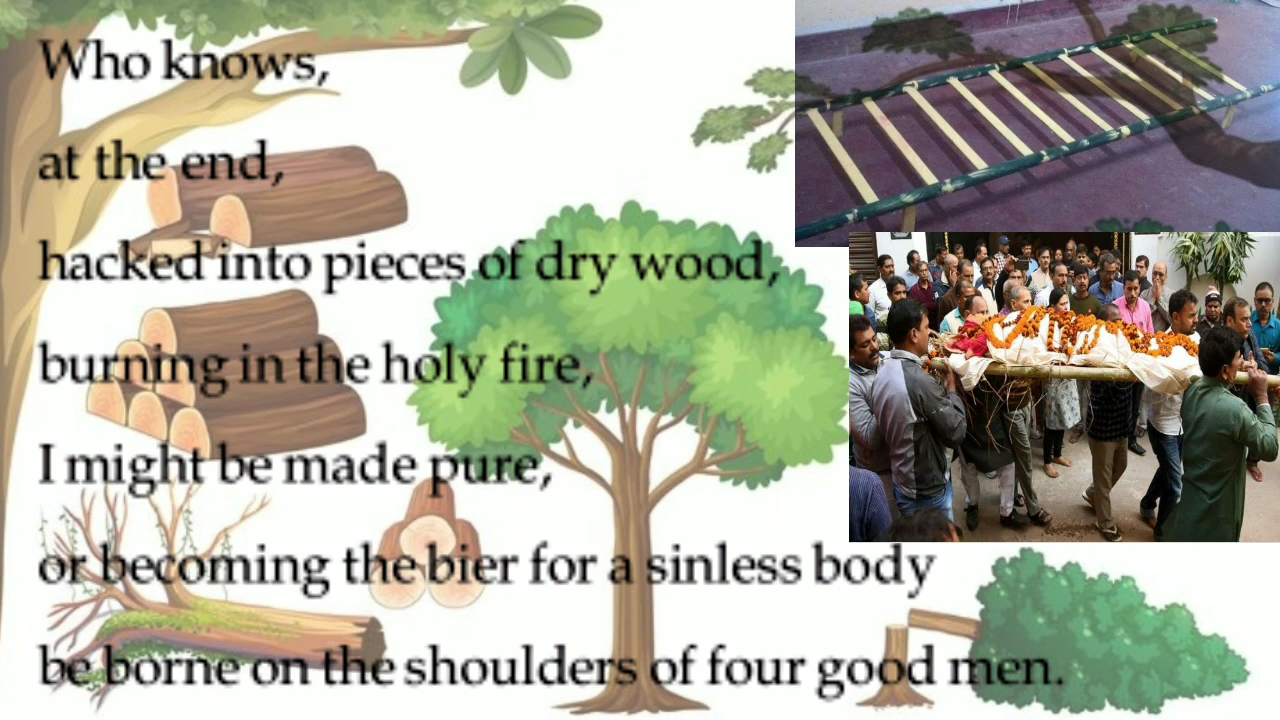 Who knows,
at the end,
hacked into pieces of dry wood,
burning in the holy fire,
I might be made pure,
or becoming the bier for a sinless body
be borne on the shoulders of four good men.